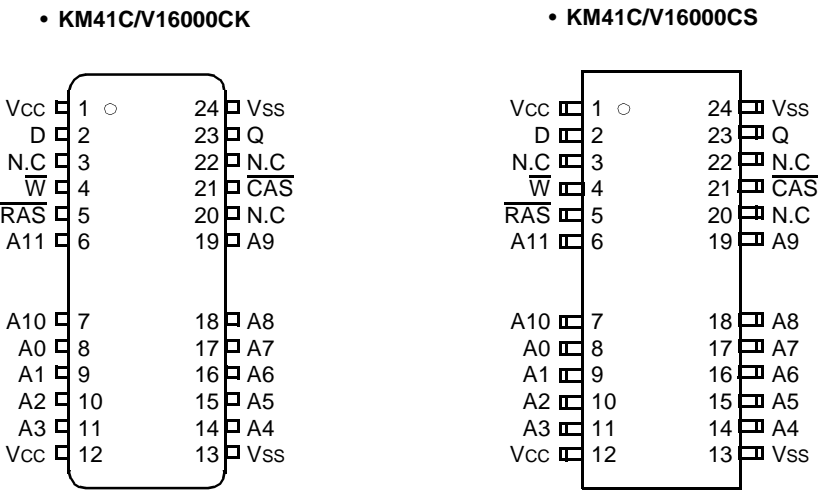 • KM41C/V16000CK
VCC 1 24 VSS
D 2 23 Q
N.C 3 22 N.C
W̅ 4 21 C̅A̅S̅
R̅A̅S̅ 5 20 N.C
A11 6 19 A9
A10 7 18 A8
A0 8 17 A7
A1 9 16 A6
A2 10 15 A5
A3 11 14 A4
VCC 12 13 VSS
• KM41C/V16000CS
VCC 1 24 VSS
D 2 23 Q
N.C 3 22 N.C
W̅ 4 21 C̅A̅S̅
R̅A̅S̅ 5 20 N.C
A11 6 19 A9
A10 7 18 A8
A0 8 17 A7
A1 9 16 A6
A2 10 15 A5
A3 11 14 A4
VCC 12 13 VSS